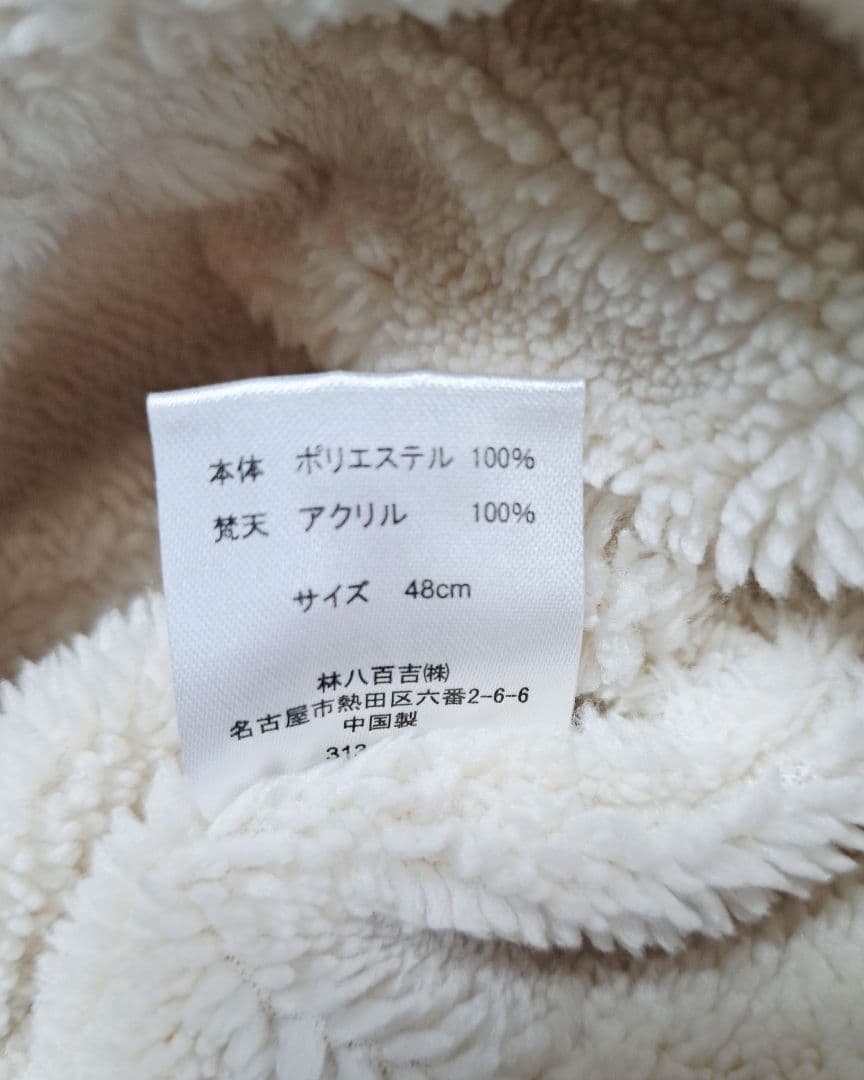 本体 ポリエステル 100%
梵天 アクリル 100%
サイズ 48cm
林八百吉㈱
名古屋市熱田区六番2-6-6
中国製